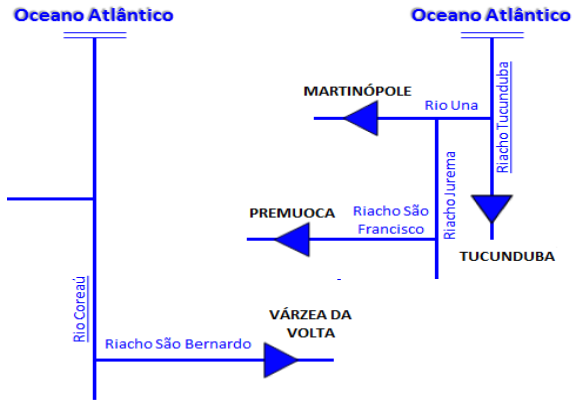 Oceano Atlântico
Oceano Atlântico
MARTINÓPOLE
Rio Una
Riacho Tucunduba
Riacho Jurema
PREMUOCA
Riacho São
Francisco
TUCUNDUBA
Rio Coreaú
VÁRZEA DA
VOLTA
Riacho São Bernardo